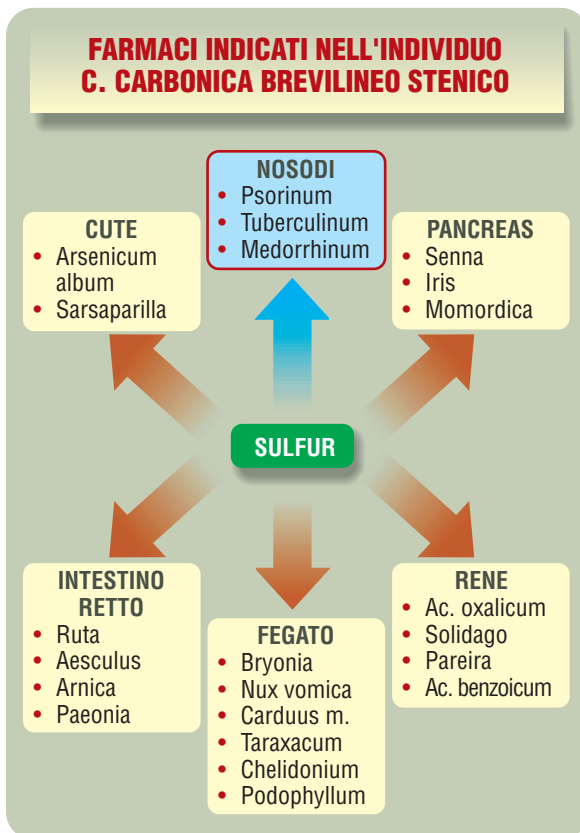 FARMACI INDICATI NELL'INDIVIDUO
C. CARBONICA BREVILINEO STENICO
NOSODI
• Psorinum
• Tuberculinum
• Medorrhinum
CUTE
• Arsenicum
album
• Sarsaparilla
PANCREAS
• Senna
• Iris
• Momordica
SULFUR
INTESTINO
RETTO
• Ruta
• Aesculus
• Arnica
• Paeonia
FEGATO
• Bryonia
• Nux vomica
• Carduus m.
• Taraxacum
• Chelidonium
• Podophyllum
RENE
• Ac. oxalicum
• Solidago
• Pareira
• Ac. benzoicum